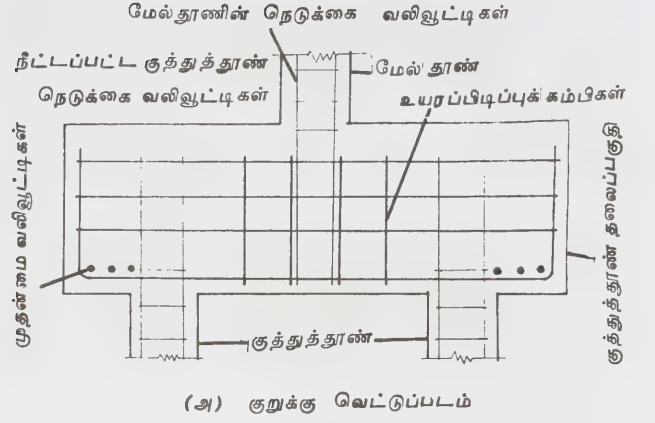 மேல் தூணின் நெடுக்கை வலிவூட்டிகள்
நீட்டப்பட்ட குத்துத்தூண்
நெடுக்கை வலிவூட்டிகள்
மேல் தூண்
உயரப்பிடிப்புக் கம்பிகள்
முதன்மை வலிவூட்டிகள்
குத்துத்தூண் தலைப்பகுதி
குத்துத்தூண்
(அ) குறுக்கு வெட்டுப்படம்